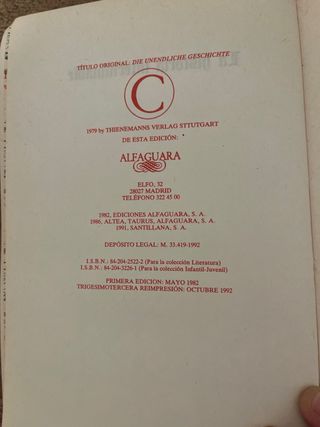 TÍTULO ORIGINAL: DIE UNENDLICHE GESCHICHTE
C
1979 by THIENEMANNS VERLAG STTUTGART
DE ESTA EDICIÓN:
ALFAGUARA
ELFO, 32
28027 MADRID
TELÉFONO 322 45 00
1982, EDICIONES ALFAGUARA, S. A.
1986, ALTEA, TAURUS, ALFAGUARA, S. A.
1991, SANTILLANA, S. A.
DEPÓSITO LEGAL: M. 33.419-1992
I.S.B.N.: 84-204-2522-2 (Para la colección Literatura)
I.S.B.N.: 84-204-3226-1 (Para la colección Infantil-Juvenil)
PRIMERA EDICIÓN: MAYO 1982
TRIGESIMOTERCERA REIMPRESIÓN: OCTUBRE 1992